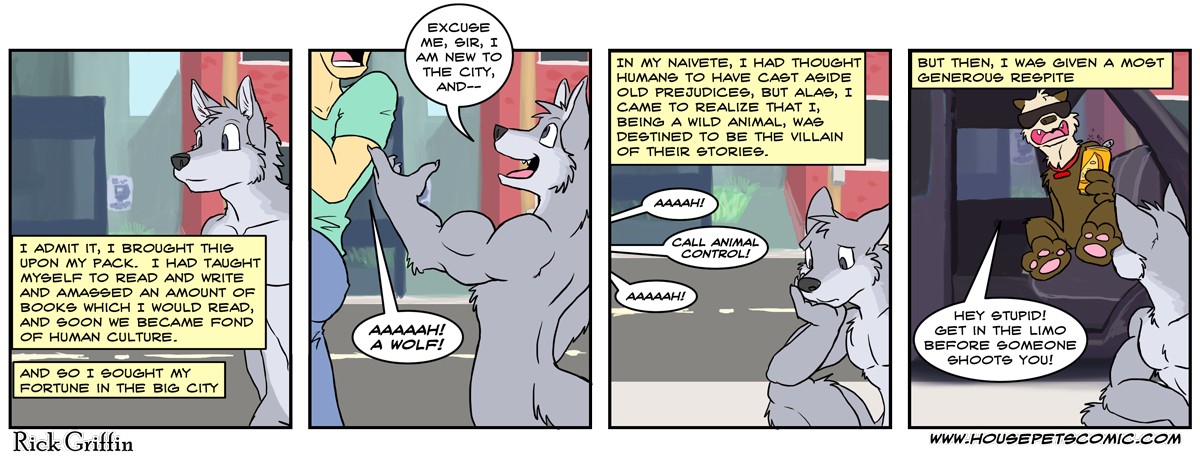 I ADMIT IT, I BROUGHT THIS
UPON MY PACK. I HAD TAUGHT
MYSELF TO READ AND WRITE
AND AMASSED AN AMOUNT OF
BOOKS WHICH I WOULD READ,
AND SOON WE BECAME FOND
OF HUMAN CULTURE.
AND SO I SOUGHT MY
FORTUNE IN THE BIG CITY
EXCUSE
ME, SIR, I
AM NEW TO
THE CITY,
AND--
AAAAAH!
A WOLF!
IN MY NAIVETE, I HAD THOUGHT
HUMANS TO HAVE CAST ASIDE
OLD PREJUDICES, BUT ALAS, I
CAME TO REALIZE THAT I,
BEING A WILD ANIMAL, WAS
DESTINED TO BE THE VILLAIN
OF THEIR STORIES.
AAAAH!
CALL ANIMAL
CONTROL!
AAAAAH!
BUT THEN, I WAS GIVEN A MOST
GENEROUS RESPITE
HEY STUPID!
GET IN THE LIMO
BEFORE SOMEONE
SHOOTS YOU!
Rick Griffin
WWW.HOUSEPETSCOMIC.COM